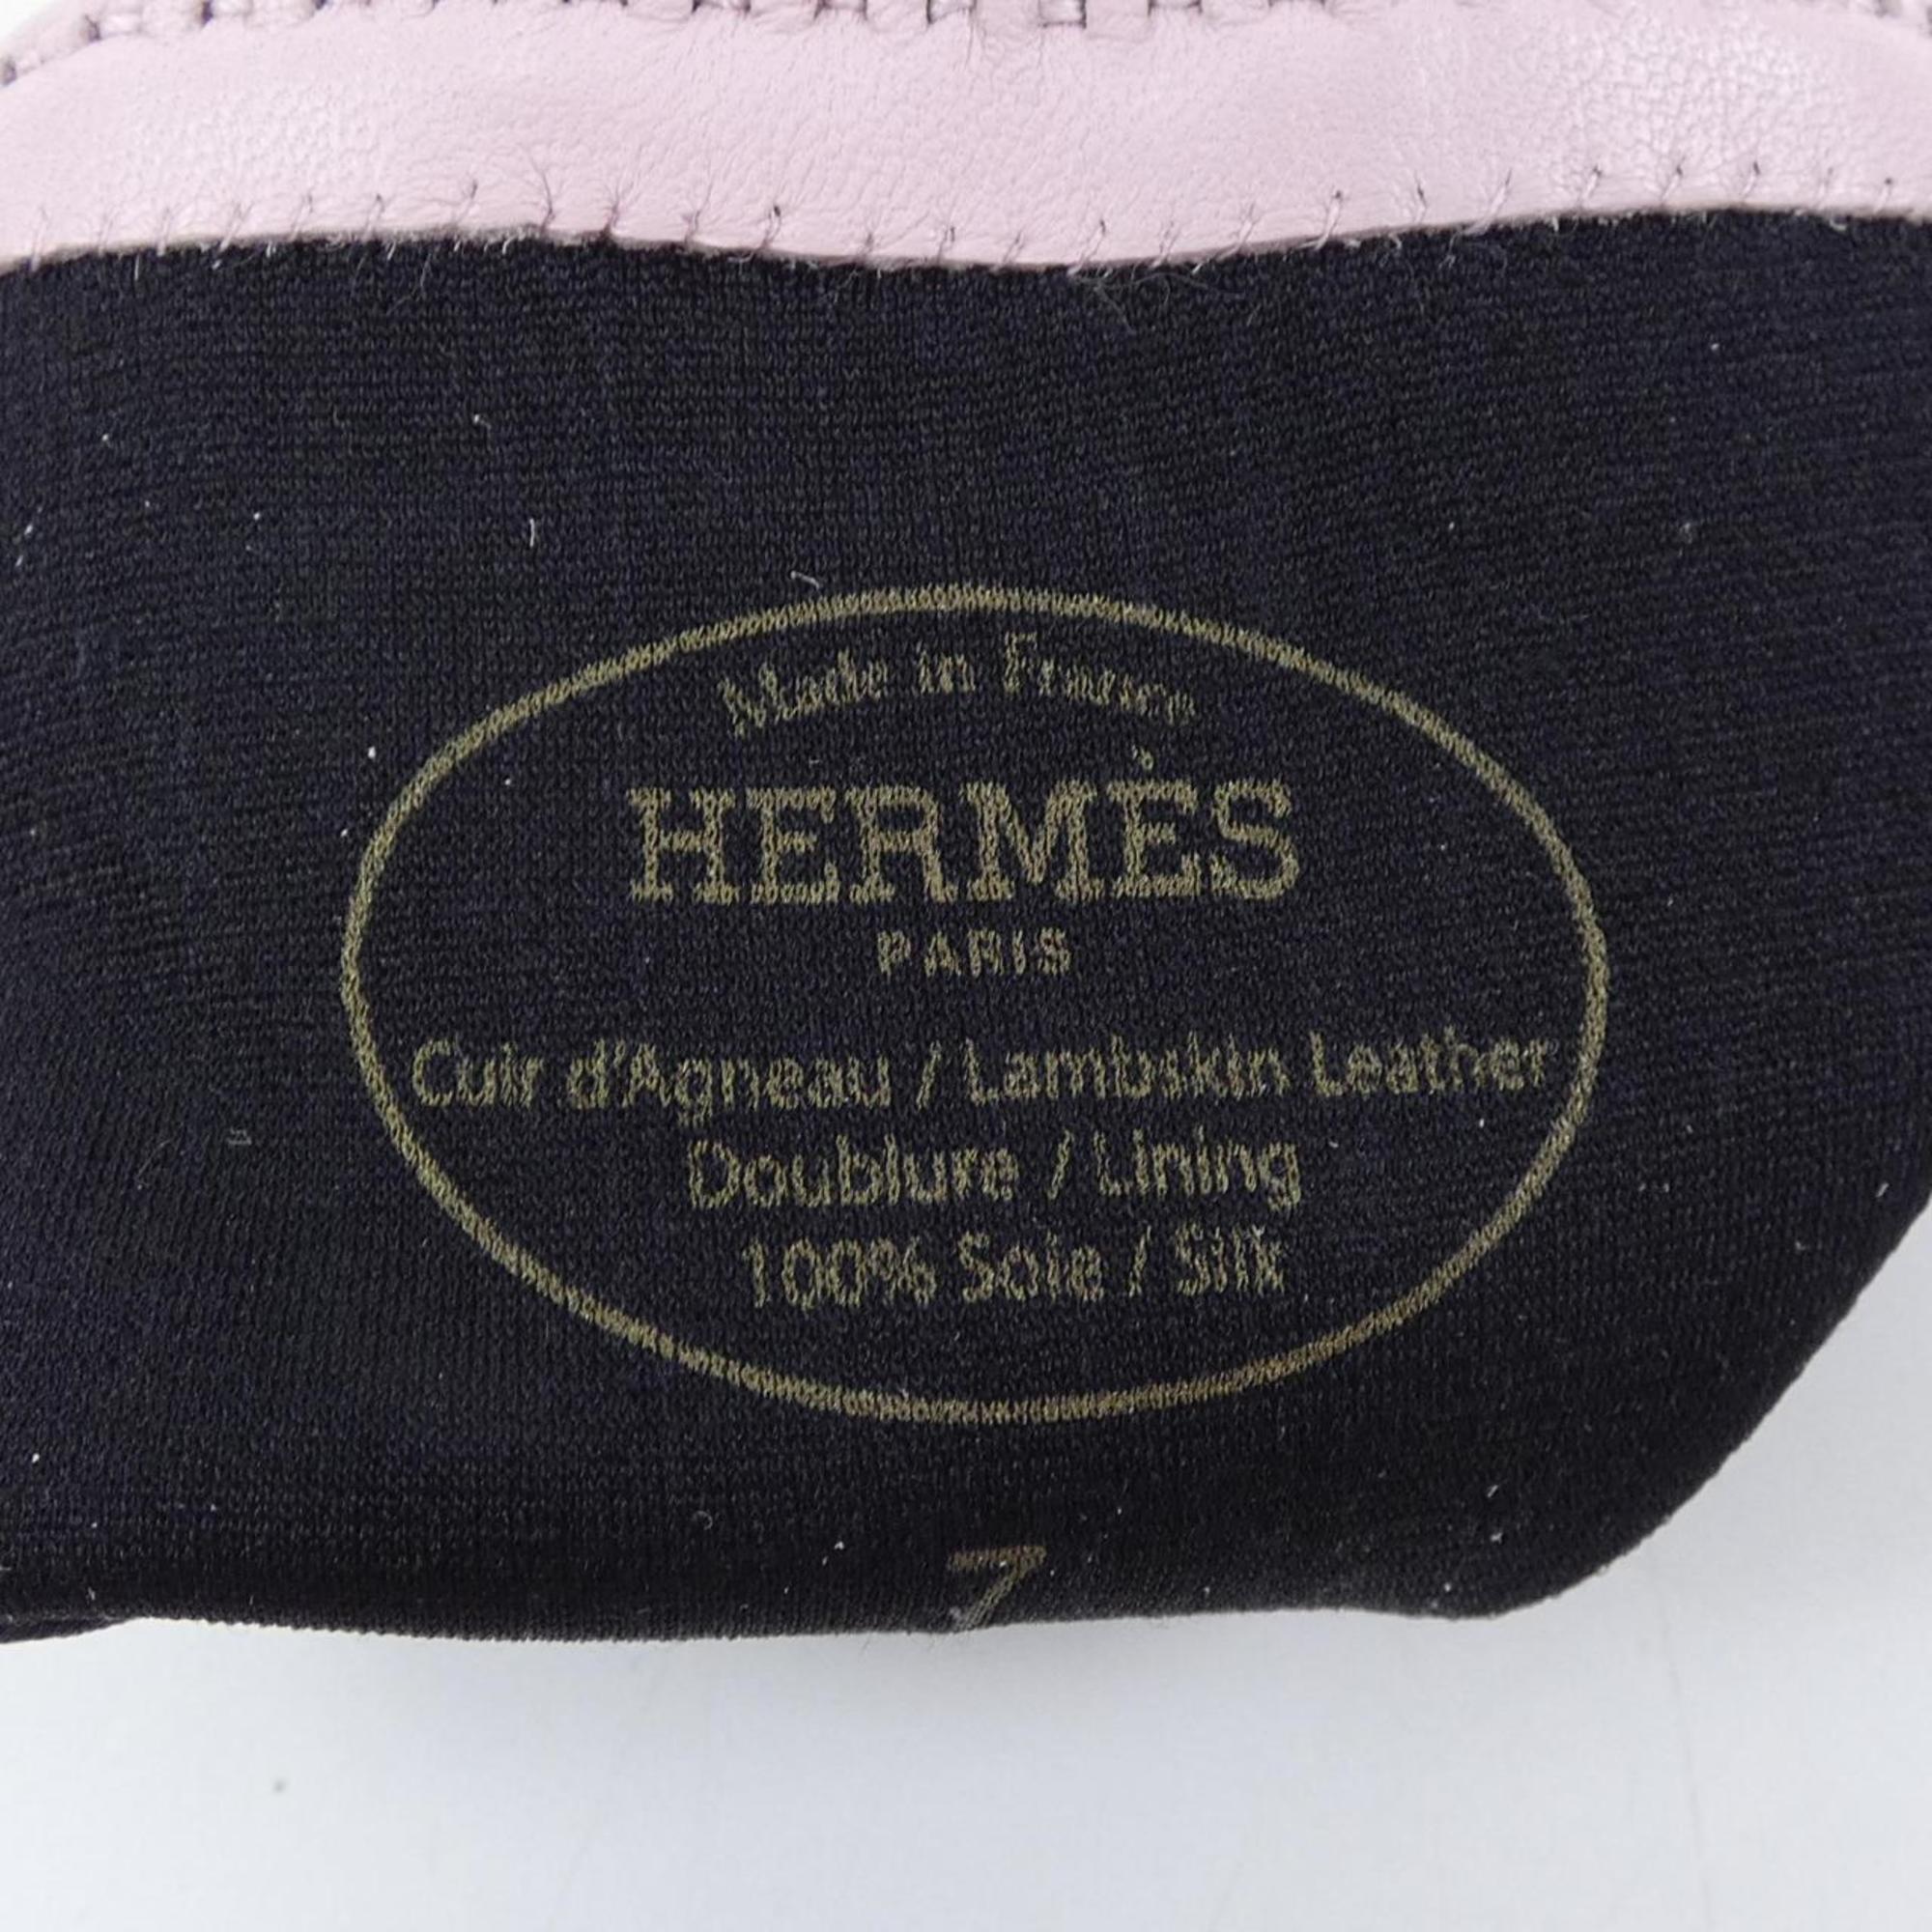 Made in France
HERMÈS
PARIS
Cuir d'Agneau / Lambskin Leather
Doublure / Lining
100% Soie / Silk
7